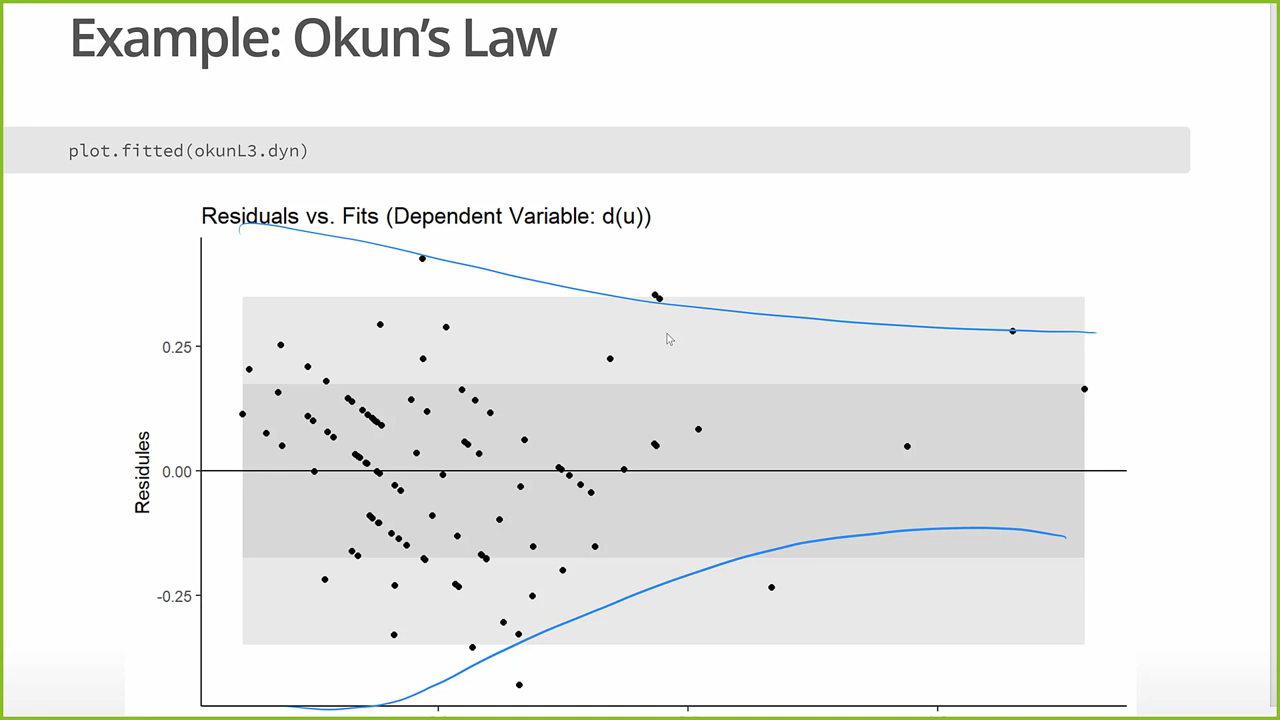 Example: Okun's Law
plot.fitted(okunL3.dyn)
Residuals vs. Fits (Dependent Variable: d(u))
0.25
0.00
-0.25
Residules